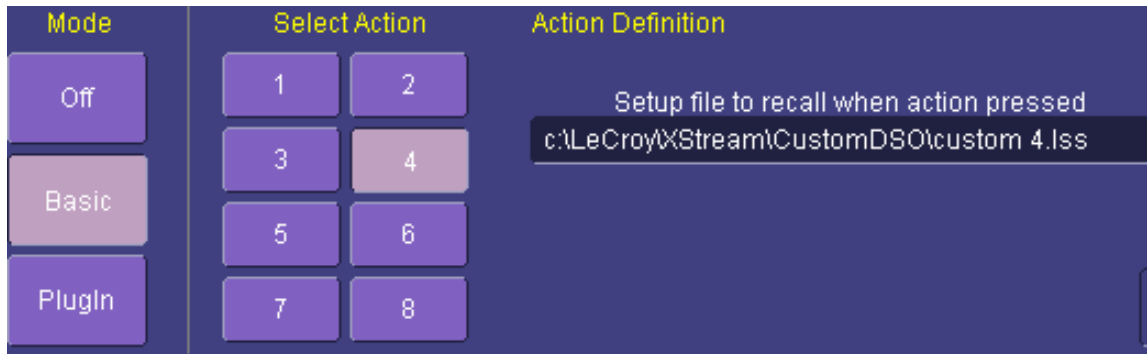 Mode
Off
Basic
PlugIn
Select Action
1 2
3 4
5 6
7 8
Action Definition
Setup file to recall when action pressed
c:\LeCroy\XStream\CustomDSO\custom 4.lss